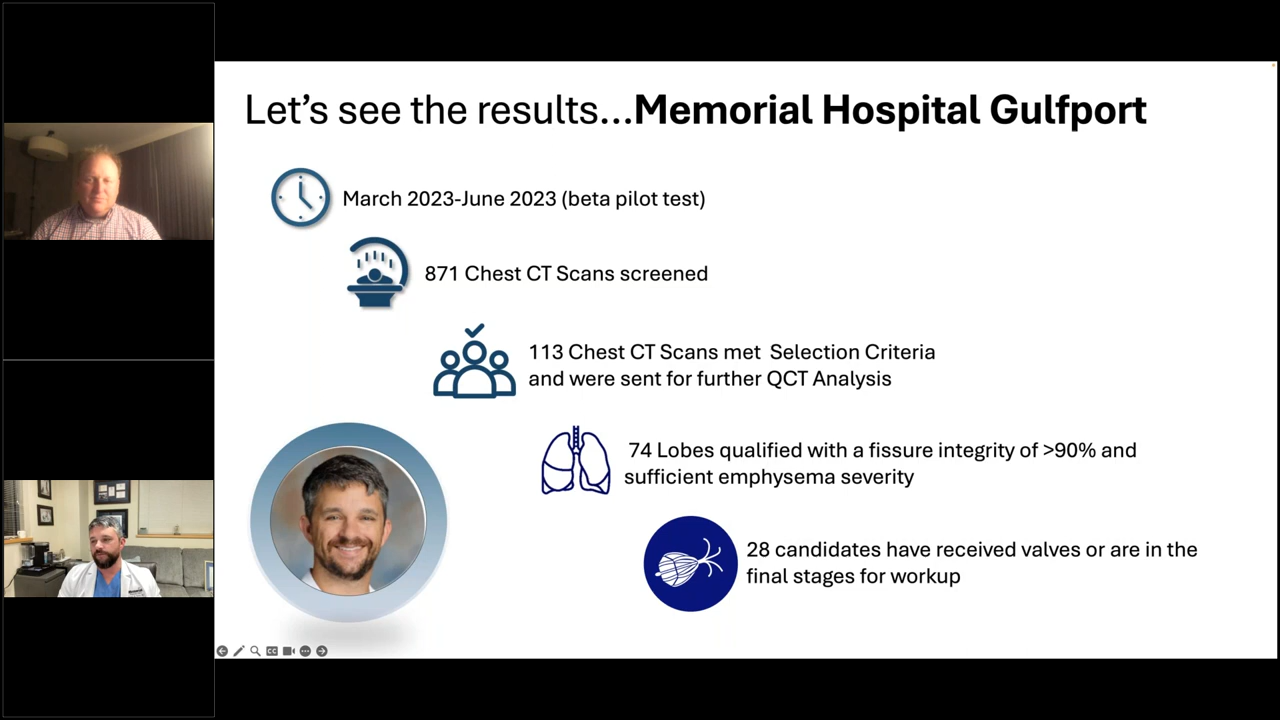 Let's see the results...Memorial Hospital Gulfport
March 2023-June 2023 (beta pilot test)
871 Chest CT Scans screened
113 Chest CT Scans met  Selection Criteria
and were sent for further QCT Analysis
74 Lobes qualified with a fissure integrity of >90% and
sufficient emphysema severity
28 candidates have received valves or are in the
final stages for workup